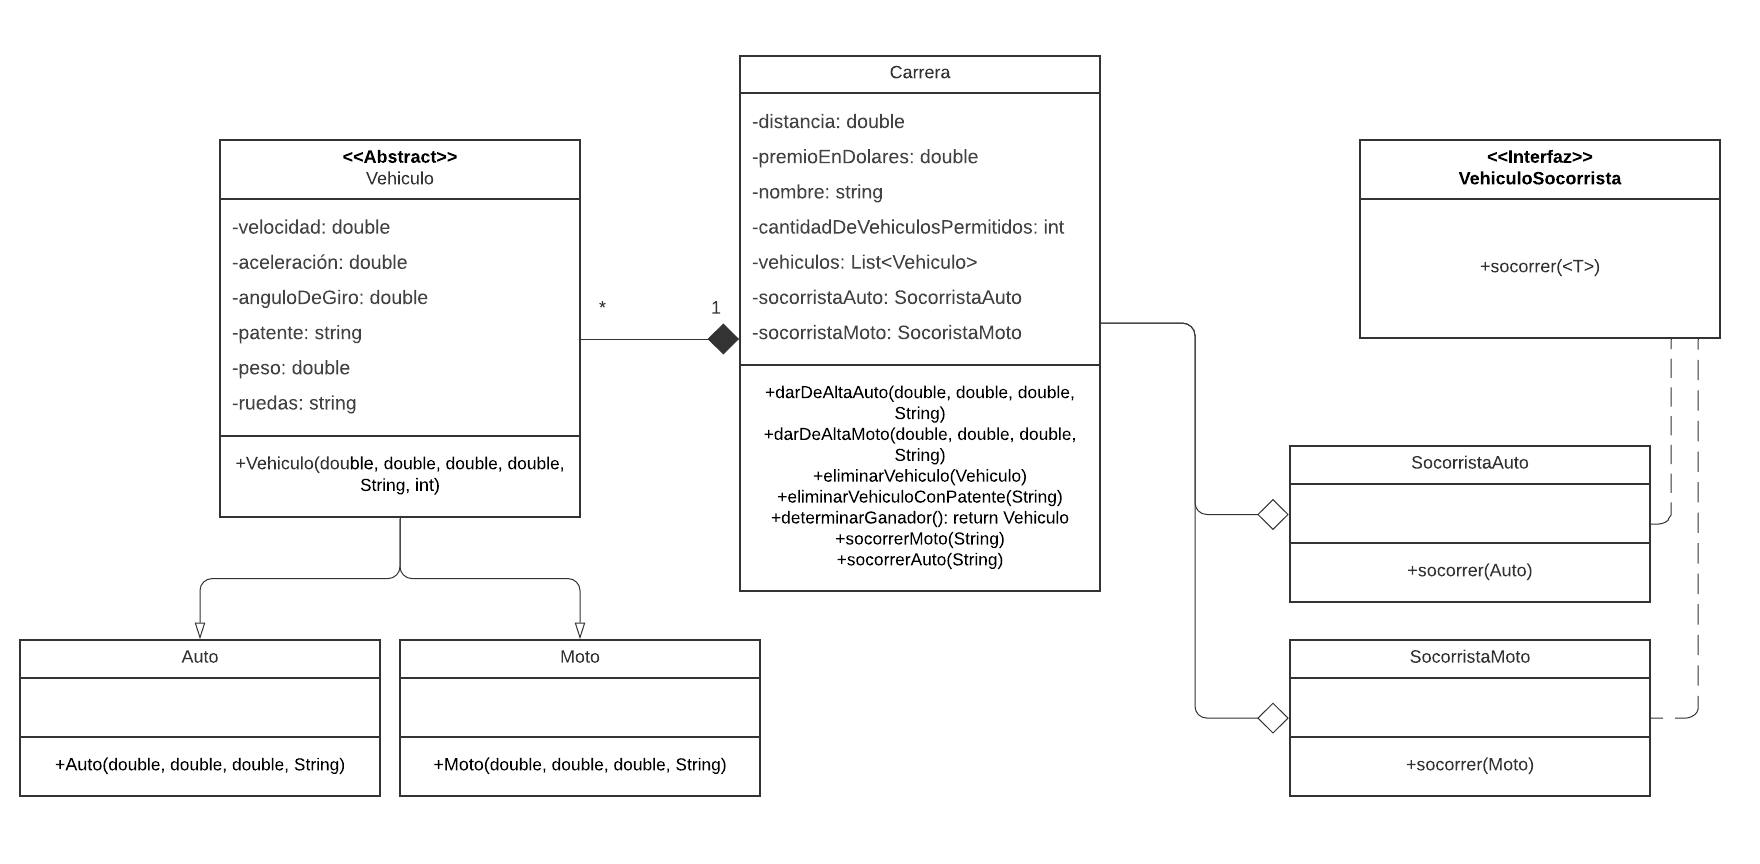 Carrera
-distancia: double
-premioEnDolares: double
-nombre: string
-cantidadDeVehiculosPermitidos: int
-vehiculos: List<Vehiculo>
-socorristaAuto: SocorristaAuto
-socorristaMoto: SocoristaMoto
+darDeAltaAuto(double, double, double,
String)
+darDeAltaMoto(double, double, double,
String)
+eliminarVehiculo(Vehiculo)
+eliminarVehiculoConPatente(String)
+determinarGanador(): return Vehiculo
+socorrerMoto(String)
+socorrerAuto(String)
<<Abstract>>
Vehiculo
-velocidad: double
-aceleración: double
-anguloDeGiro: double
-patente: string
-peso: double
-ruedas: string
+Vehiculo(double, double, double, double,
String, int)
*
1
<<Interfaz>>
VehiculoSocorrista
+socorrer(<T>)
SocorristaAuto
+socorrer(Auto)
Auto
+Auto(double, double, double, String)
Moto
+Moto(double, double, double, String)
SocorristaMoto
+socorrer(Moto)